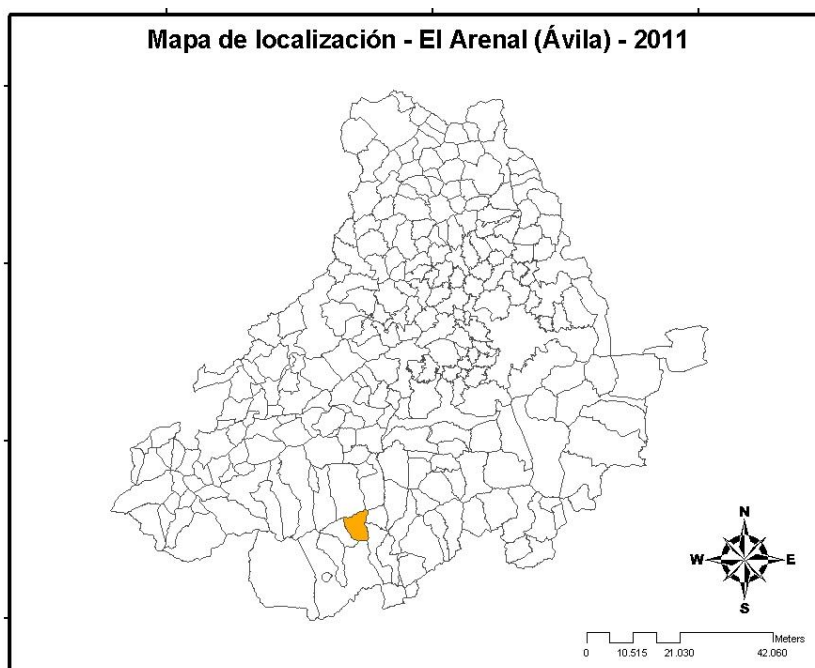 Mapa de localización - El Arenal (Ávila) - 2011
N
W E
S
Meters
0 10.515 21.030 42.060